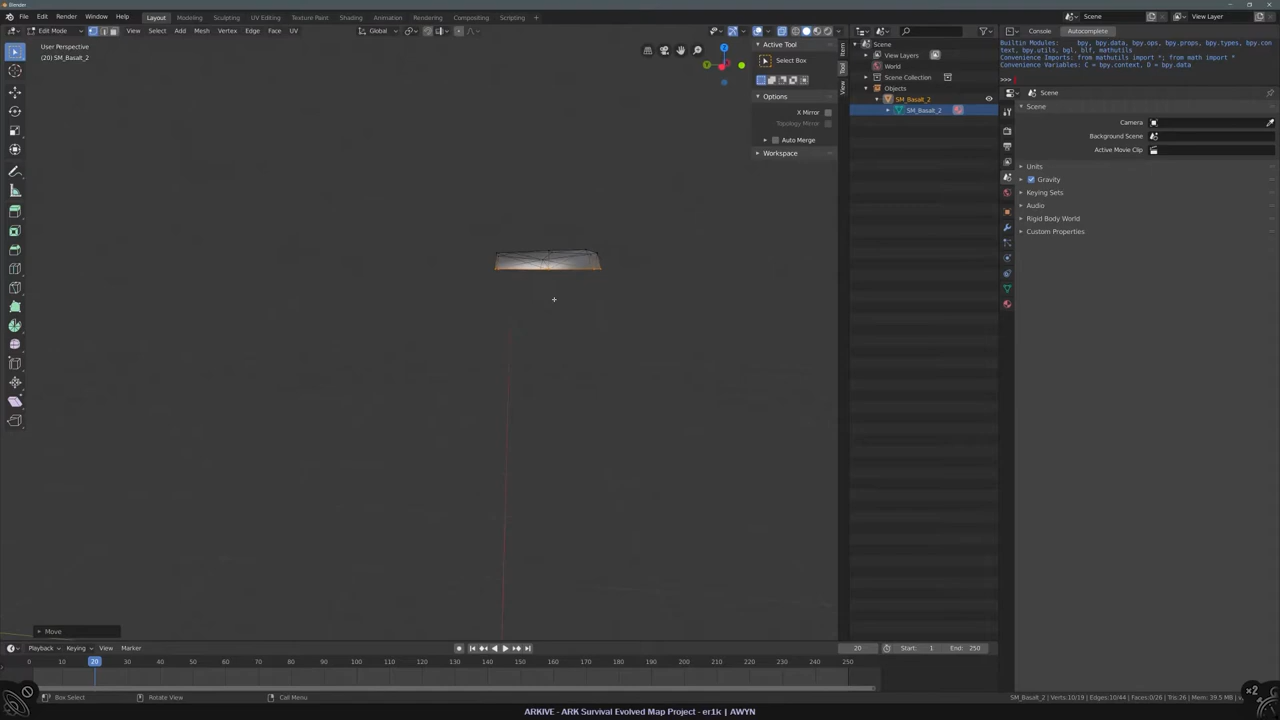 Blender
File Edit Render Window Help Layout Modeling Sculpting UV Editing Texture Paint Shading Animation Rendering Compositing Scripting + Scene View Layer
Edit Mode View Select Add Mesh Vertex Edge Face UV Global
User Perspective
(20) SM_Basalt_2
Active Tool
Select Box
Options
X Mirror
Topology Mirror
Auto Merge
Workspace
Item
Tool
View
Scene
View Layers
World
Scene Collection
Objects
SM_Basalt_2
SM_Basalt_2
Console Autocomplete
Builtin Modules: bpy, bpy.data, bpy.ops, bpy.props, bpy.types, bpy.con
text, bpy.utils, bgl, blf, mathutils
Convenience Imports: from mathutils import *; from math import *
Convenience Variables: C = bpy.context, D = bpy.data
>>>
Scene
Scene
Camera
Background Scene
Active Movie Clip
Units
Gravity
Keying Sets
Audio
Rigid Body World
Custom Properties
Move
Playback Keying View Marker 20 Start: 1 End: 250
0 10 20 30 40 50 60 70 80 90 100 110 120 130 140 150 160 170 180 190 200 210 220 230 240 250
Box Select Rotate View Call Menu
SM_Basalt_2 | Verts:10/19 | Edges:10/44 | Faces:0/26 | Tris:26 | Mem: 39.5 MB
×2
ARKIVE - ARK Survival Evolved Map Project - er1k | AWYN